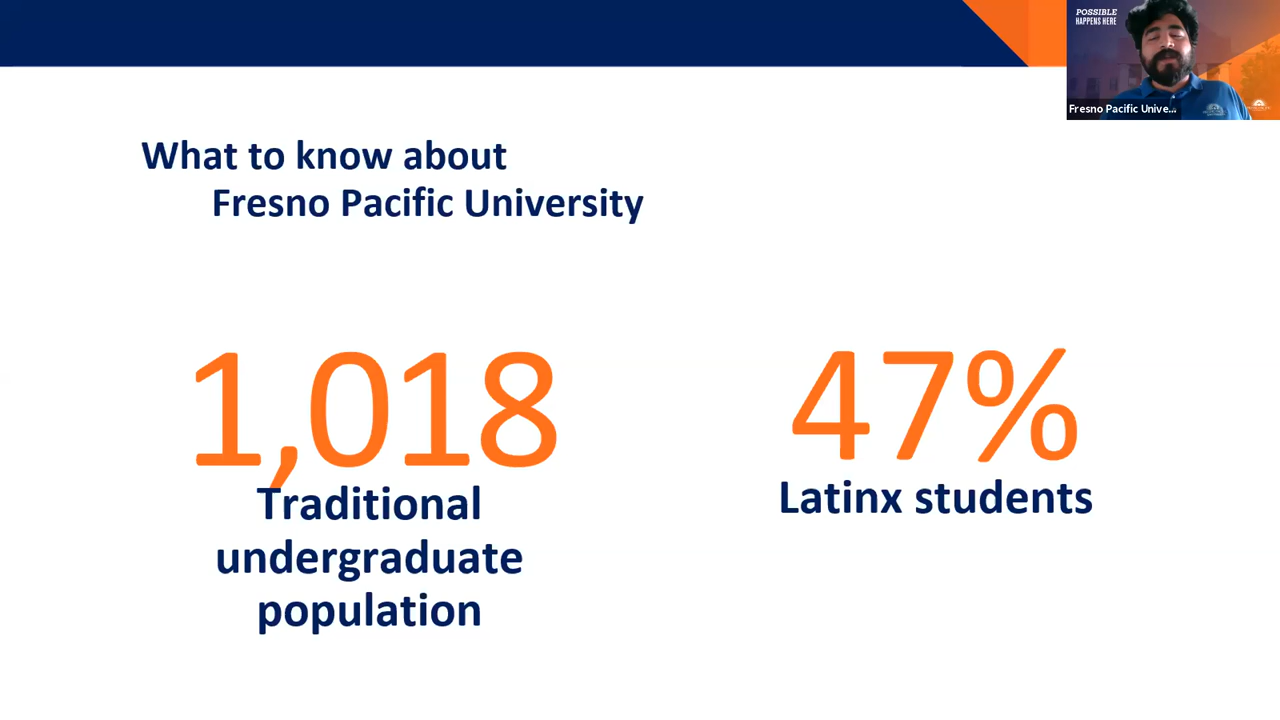 POSSIBLE
HAPPENS HERE
Fresno Pacific Unive...
What to know about
Fresno Pacific University
1,018
Traditional
undergraduate
population
47%
Latinx students